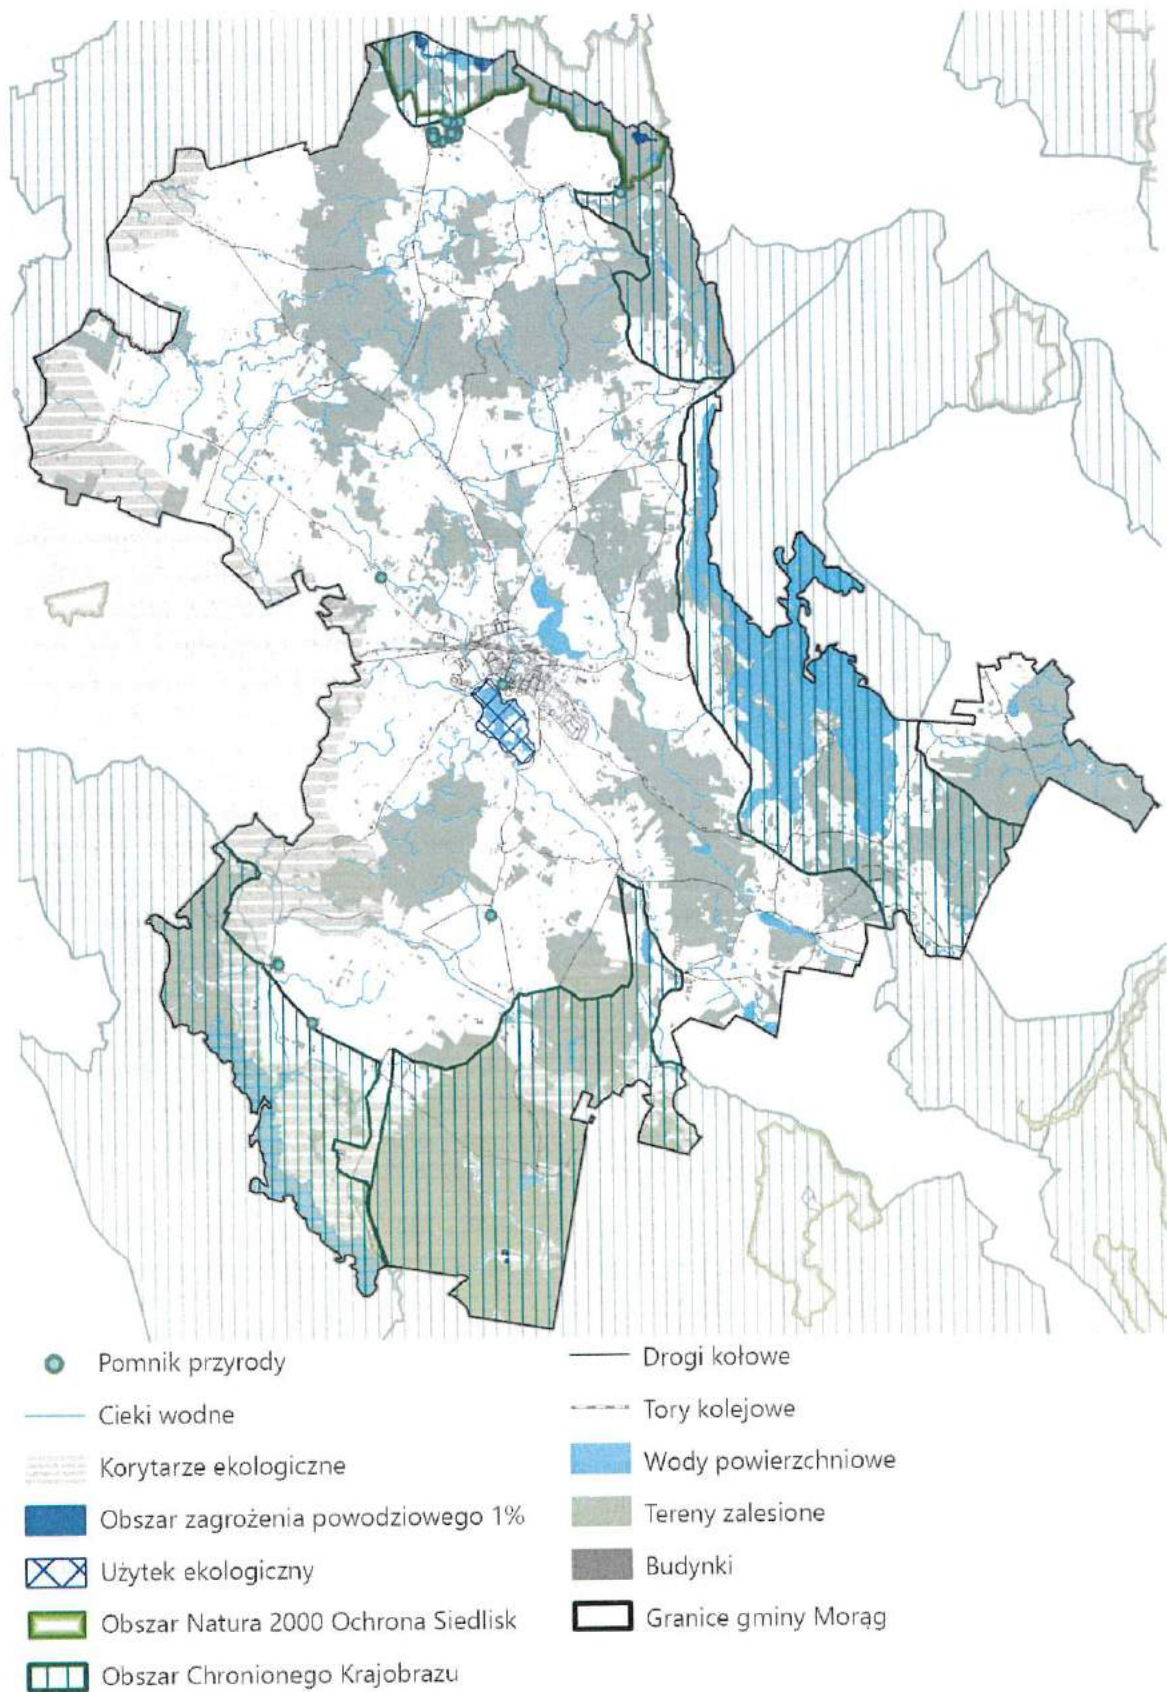 Pomnik przyrody
Cieki wodne
Korytarze ekologiczne
Obszar zagrożenia powodziowego 1%
Użytek ekologiczny
Obszar Natura 2000 Ochrona Siedlisk
Obszar Chronionego Krajobrazu
Drogi kołowe
Tory kolejowe
Wody powierzchniowe
Tereny zalesione
Budynki
Granice gminy Morąg